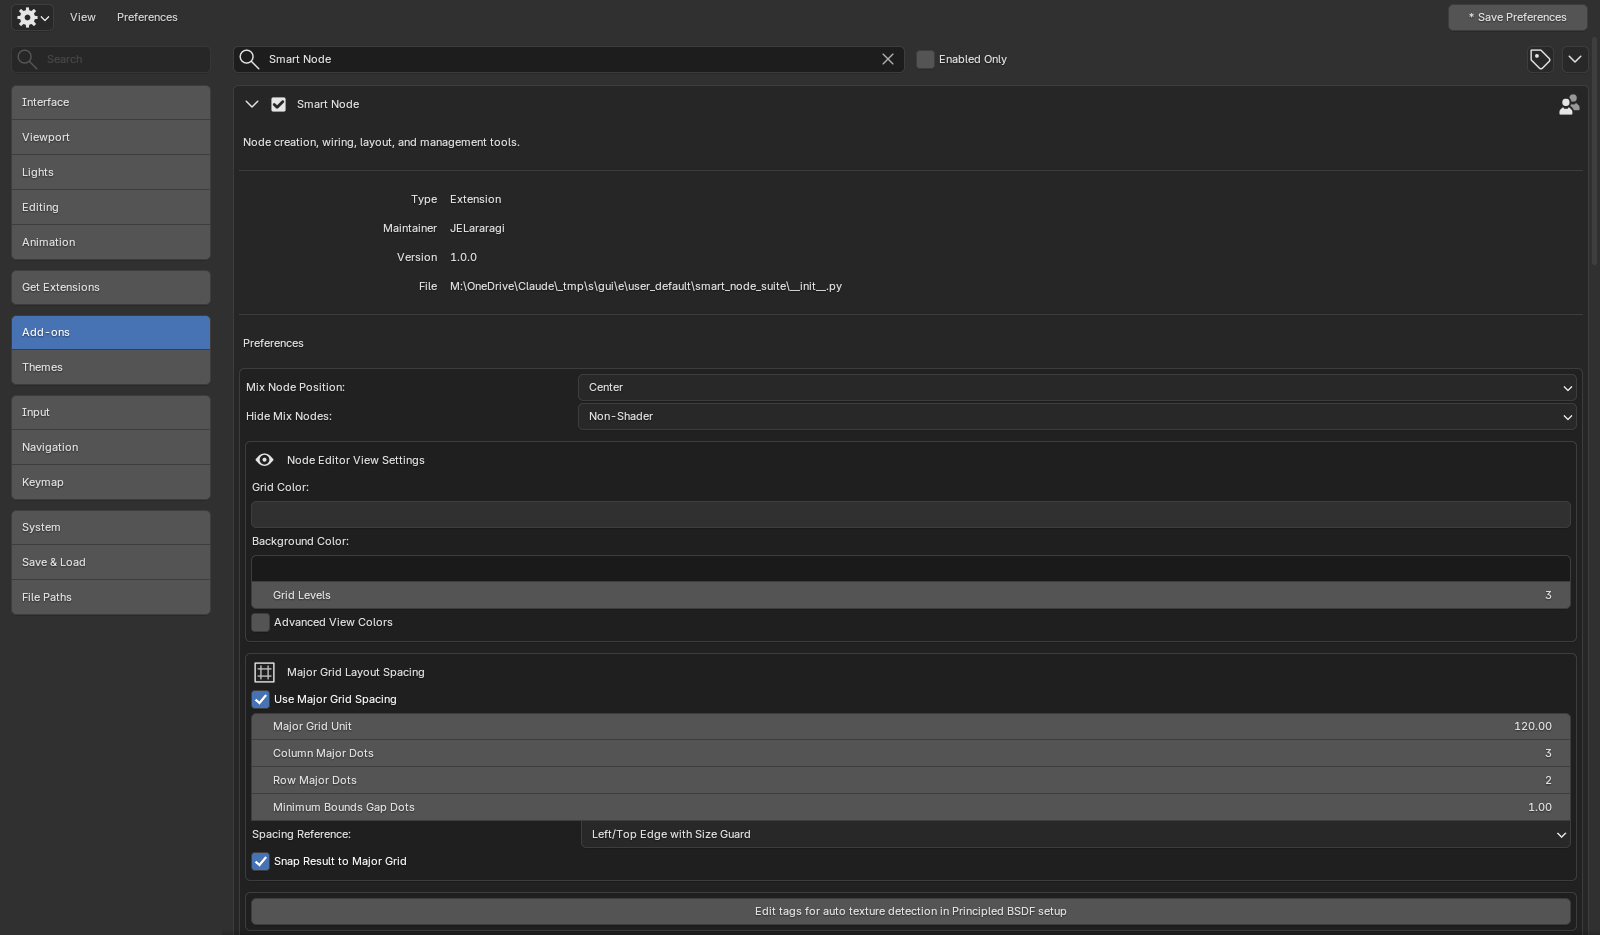 View Preferences * Save Preferences
Search
Smart Node
Enabled Only
Interface
Viewport
Lights
Editing
Animation
Get Extensions
Add-ons
Themes
Input
Navigation
Keymap
System
Save & Load
File Paths
Smart Node
Node creation, wiring, layout, and management tools.
Type Extension
Maintainer JELararagi
Version 1.0.0
File M:\OneDrive\Claude\_tmp\s\gui\e\user_default\smart_node_suite\__init__.py
Preferences
Mix Node Position: Center
Hide Mix Nodes: Non-Shader
Node Editor View Settings
Grid Color:
Background Color:
Grid Levels 3
Advanced View Colors
Major Grid Layout Spacing
Use Major Grid Spacing
Major Grid Unit 120.00
Column Major Dots 3
Row Major Dots 2
Minimum Bounds Gap Dots 1.00
Spacing Reference: Left/Top Edge with Size Guard
Snap Result to Major Grid
Edit tags for auto texture detection in Principled BSDF setup